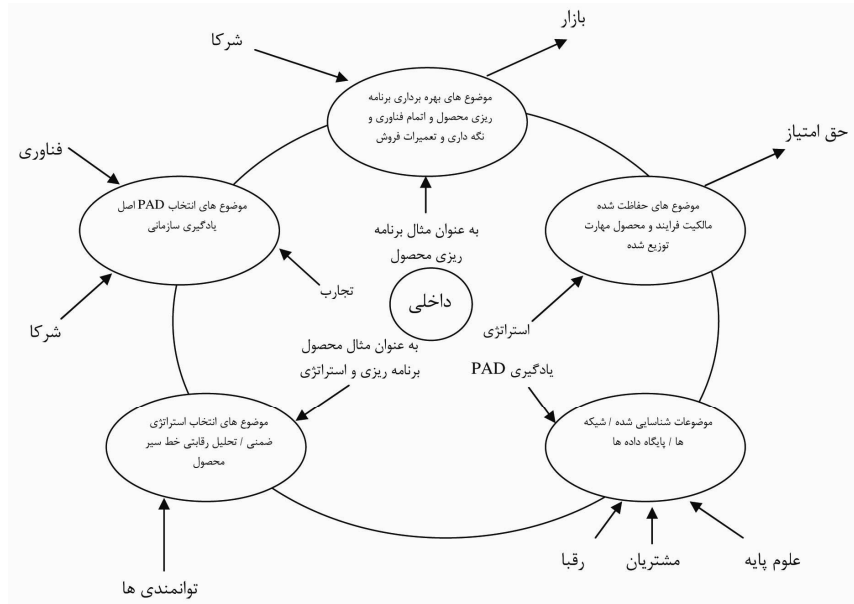 بازار
شرکا
موضوع های بهره برداری برنامه
ریزی محصول و اتمام فناوری و
نگه داری و تعمیرات فروش
حق امتیاز
فناوری
موضوع های حفاظت شده
مالکیت فرایند و محصول مهارت
توزیع شده
موضوع های انتخاب PAD اصل
یادگیری سازمانی
به عنوان مثال برنامه
ریزی محصول
تجارب
داخلی
شرکا
استراتژی
به عنوان مثال محصول
برنامه ریزی و استراتژی
یادگیری PAD
موضوع های انتخاب استراتژی
ضمنی / تحلیل رقابتی خط سیر
محصول
موضوعات شناسایی شده / شیکه
ها / پایگاه داده ها
رقبا
مشتریان
علوم پایه
توانمندی ها